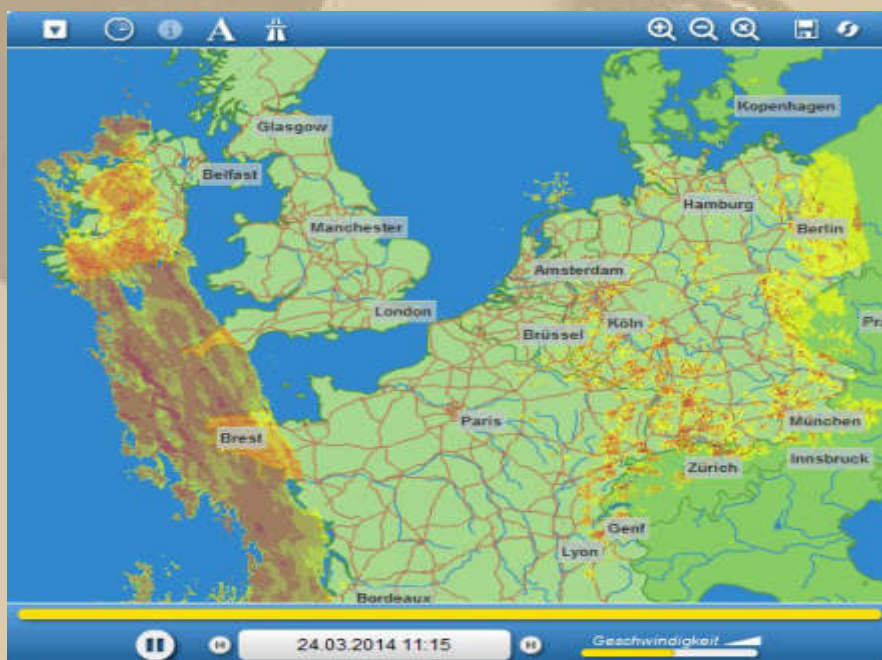 A
Kopenhagen
Glasgow
Belfast
Hamburg
Manchester
Berlin
Amsterdam
London
Köln
Brüssel
Pra
Paris
München
Brest
Innsbruck
Zürich
Genf
Lyon
Bordeaux
24.03.2014 11:15
Geschwindigkeit